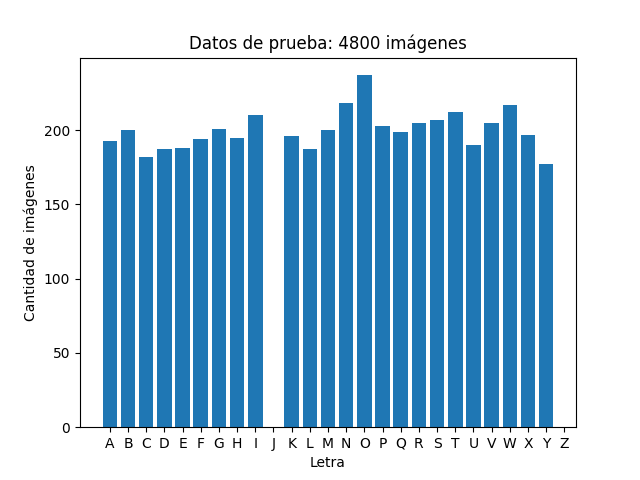 Datos de prueba: 4800 imágenes
Cantidad de imágenes
200
150
100
50
0
A B C D E F G H I J K L M N O P Q R S T U V W X Y Z
Letra